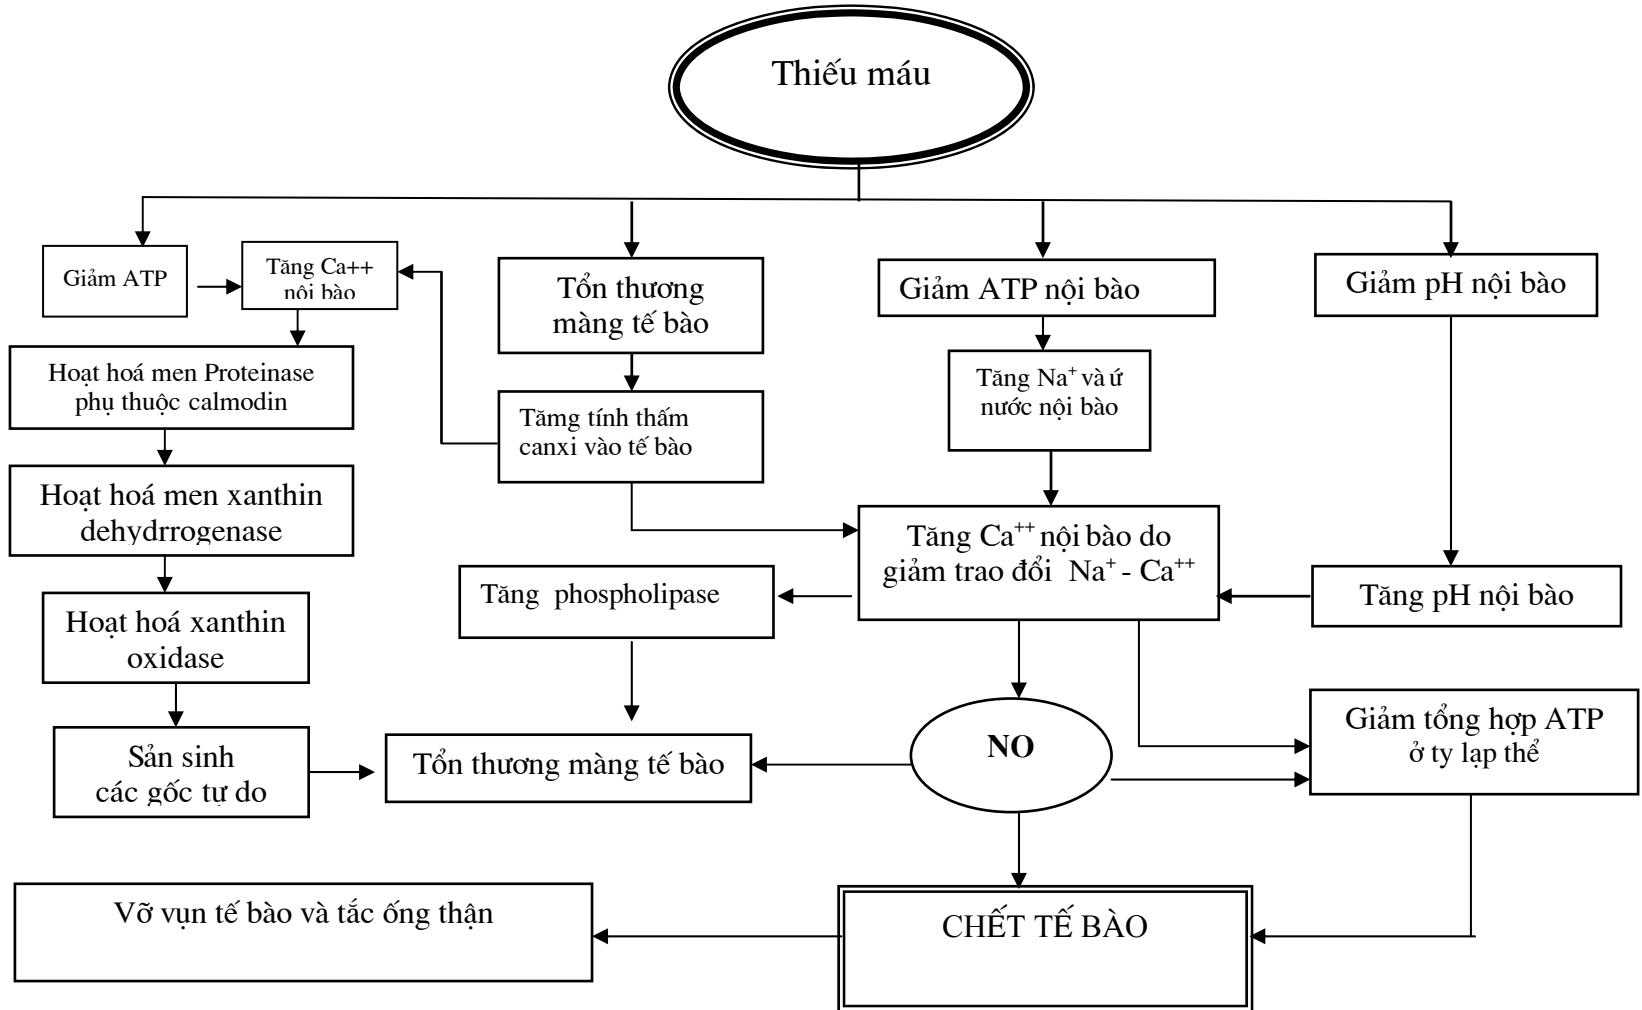 Thiếu máu
Giảm ATP
Tăng Ca++
nội bào
Tổn thương
màng tế bào
Giảm ATP nội bào
Giảm pH nội bào
Hoạt hoá men Proteinase
phụ thuộc calmodin
Tămg tính thấm
canxi vào tế bào
Tăng Na⁺ và ứ
nước nội bào
Hoạt hoá men xanthin
dehydrrogenase
Tăng Ca⁺⁺ nội bào do
giảm trao đổi Na⁺ - Ca⁺⁺
Tăng phospholipase
Tăng pH nội bào
Hoạt hoá xanthin
oxidase
Sản sinh
các gốc tự do
Tổn thương màng tế bào
NO
Giảm tổng hợp ATP
ở ty lạp thể
Vỡ vụn tế bào và tắc ống thận
CHẾT TẾ BÀO